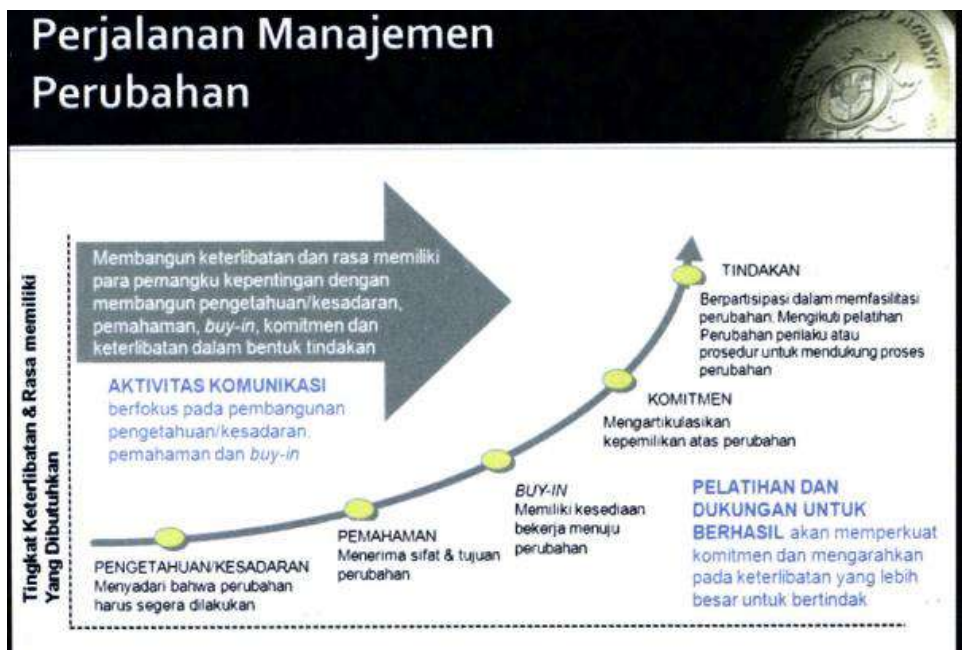 Perjalanan Manajemen
Perubahan
Tingkat Keterlibatan & Rasa memiliki
Yang Dibutuhkan
Membangun keterlibatan dan rasa memiliki
para pemangku kepentingan dengan
membangun pengetahuan/kesadaran,
pemahaman, buy-in, komitmen dan
keterlibatan dalam bentuk tindakan
AKTIVITAS KOMUNIKASI
berfokus pada pembangunan
pengetahuan/kesadaran,
pemahaman dan buy-in
TINDAKAN
Berpartisipasi dalam memfasilitasi
perubahan. Mengikuti pelatihan
Perubahan perilaku atau
prosedur untuk mendukung proses
perubahan
KOMITMEN
Mengartikulasikan
kepemilikan atas perubahan
BUY-IN
Memiliki kesediaan
bekerja menuju
perubahan
PEMAHAMAN
Menerima sifat & tujuan
perubahan
PENGETAHUAN/KESADARAN
Menyadari bahwa perubahan
harus segera dilakukan
PELATIHAN DAN
DUKUNGAN UNTUK
BERHASIL akan memperkuat
komitmen dan mengarahkan
pada keterlibatan yang lebih
besar untuk bertindak